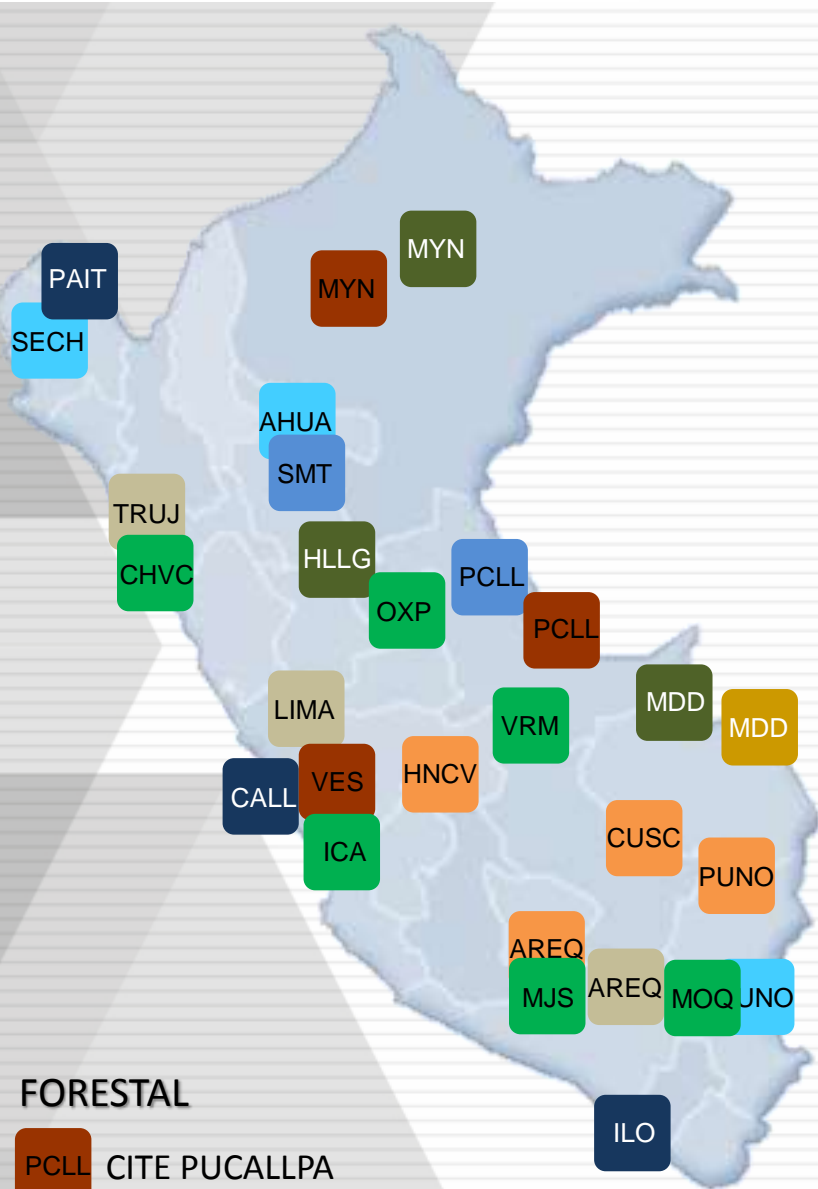 MYN
MYN
PAIT
SECH
AHUA
SMT
TRUJ
CHVC
HLLG
OXP
PCLL
PCLL
LIMA
VRM
MDD
MDD
CALL
VES
HNCV
ICA
CUSC
PUNO
AREQ
MJS
AREQ
MOQ
UNO
ILO
FORESTAL
PCLL CITE PUCALLPA